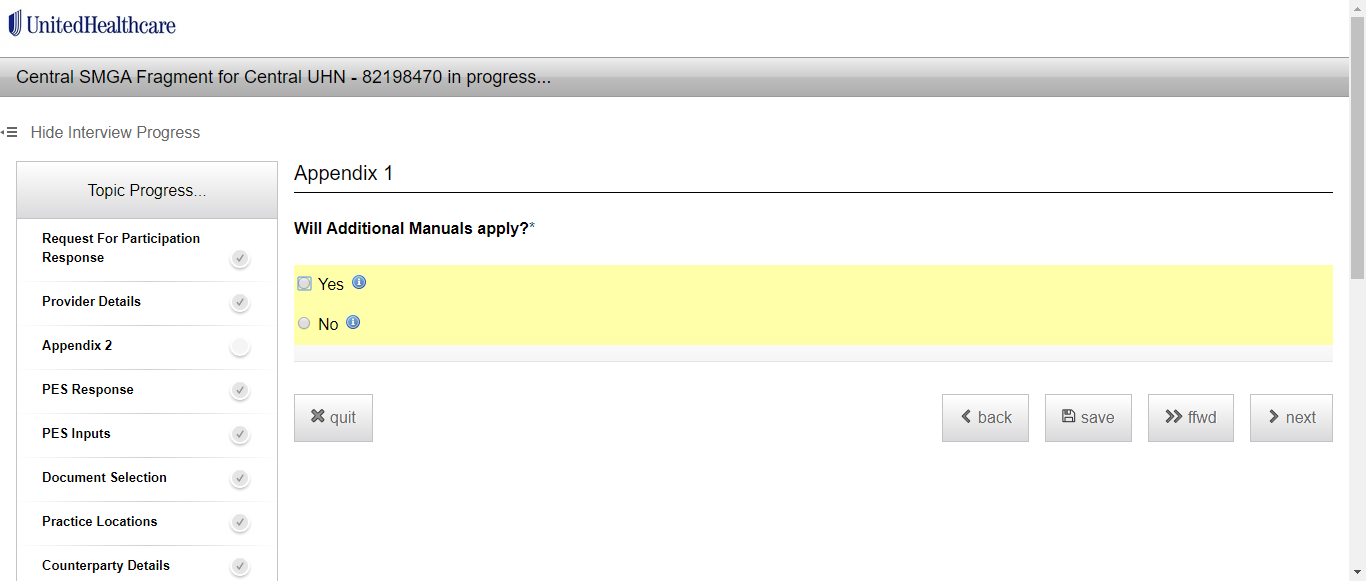 UnitedHealthcare
Central SMGA Fragment for Central UHN - 82198470 in progress...
Hide Interview Progress
Topic Progress...
Request For Participation
Response
Provider Details
Appendix 2
PES Response
PES Inputs
Document Selection
Practice Locations
Counterparty Details
Appendix 1
Will Additional Manuals apply?*
Yes
No
quit
back
save
ffwd
next